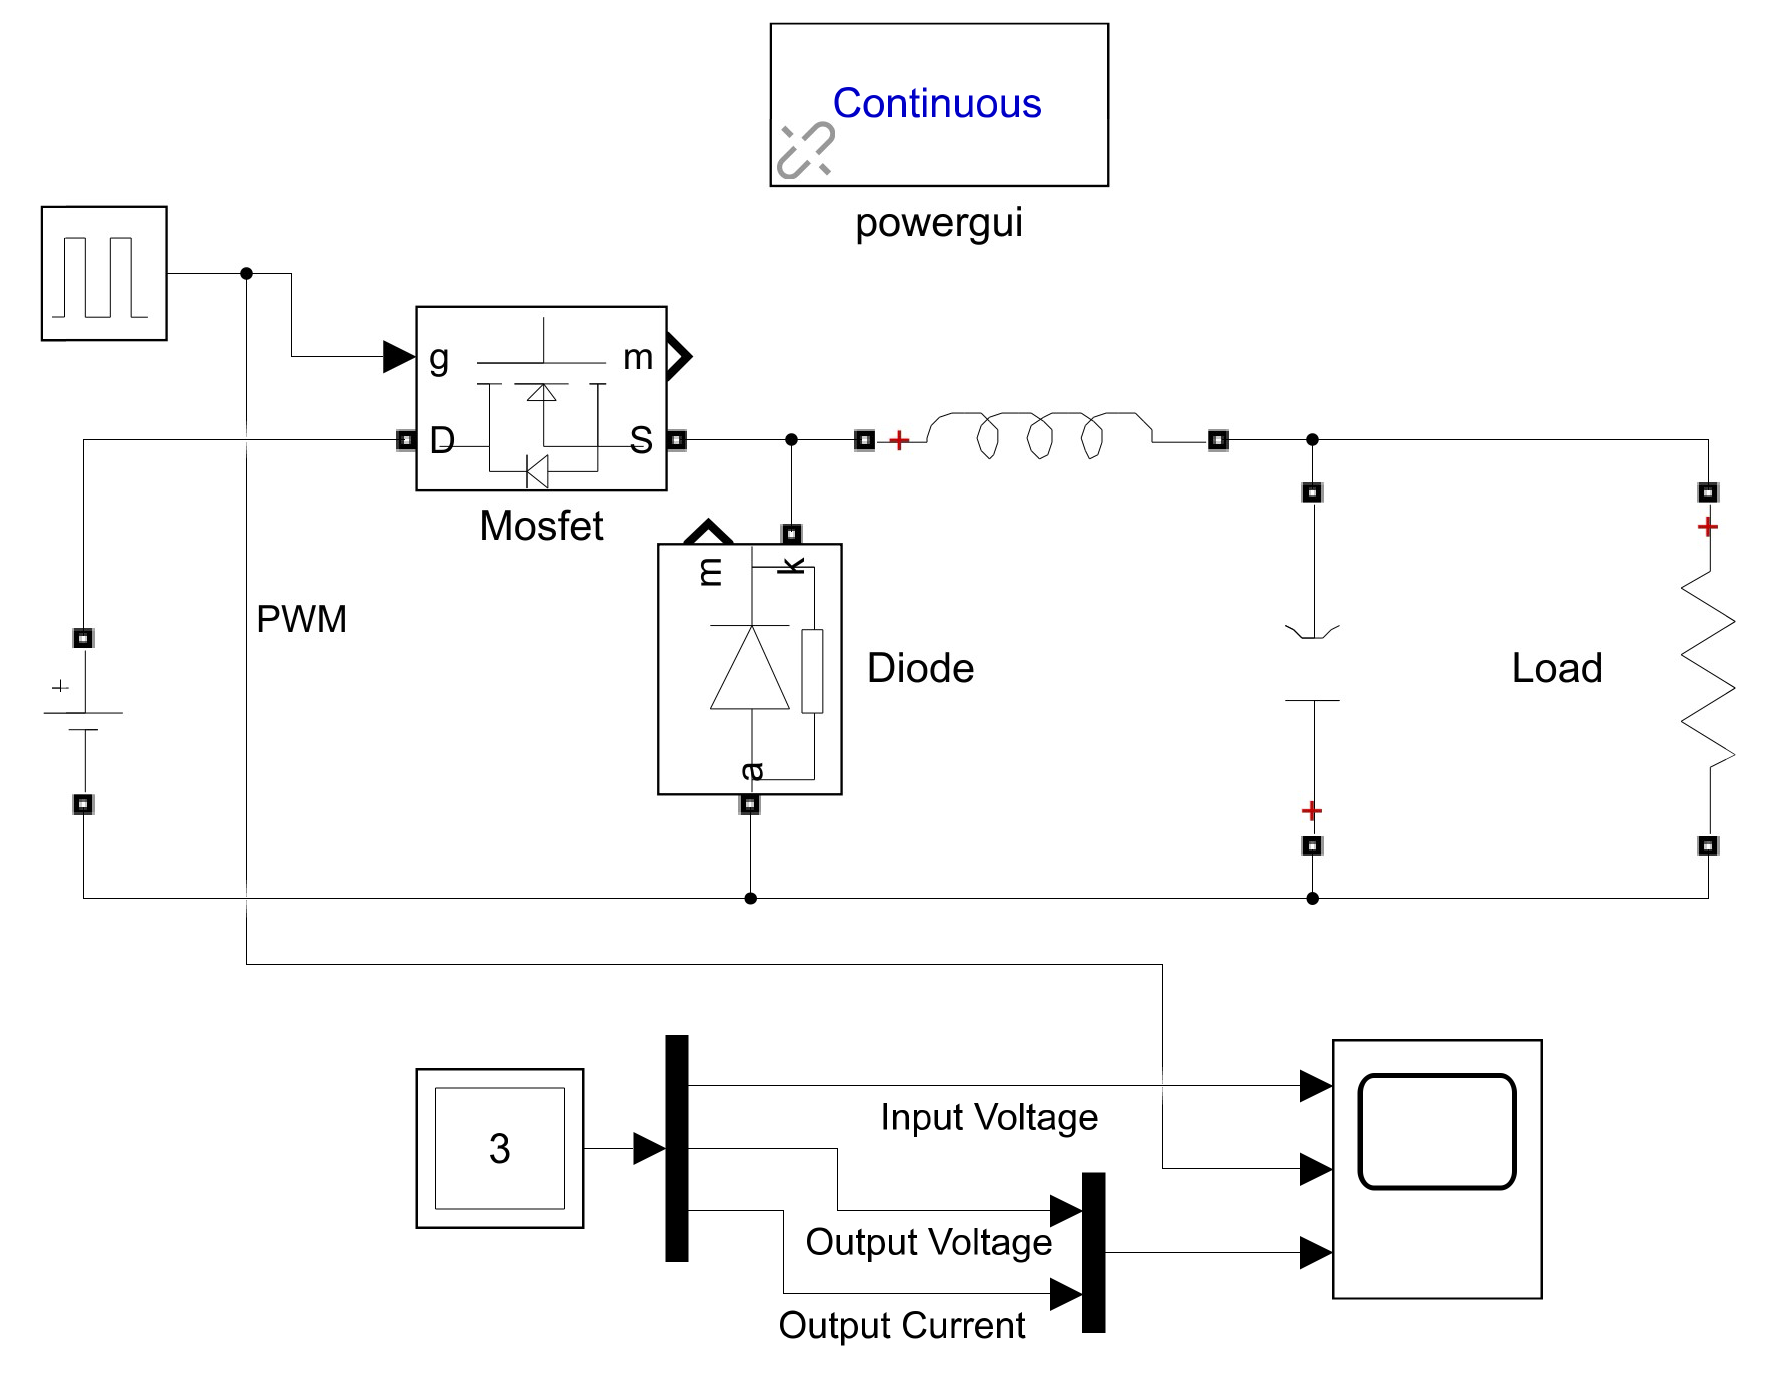 Continuous
powergui
g
m
D
S
Mosfet
m
k
PWM
+
Diode
Load
a
3
Input Voltage
Output Voltage
Output Current